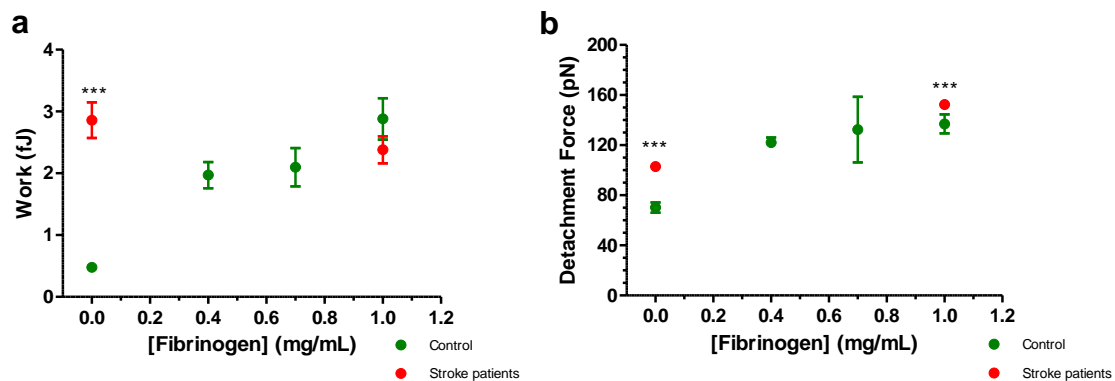 a
Work (fJ)
4
3
2
1
0
***
0.0 0.2 0.4 0.6 0.8 1.0 1.2
[Fibrinogen] (mg/mL)
Control
Stroke patients
b
Detachment Force (pN)
200
160
120
80
40
0
***
***
0.0 0.2 0.4 0.6 0.8 1.0 1.2
[Fibrinogen] (mg/mL)
Control
Stroke patients